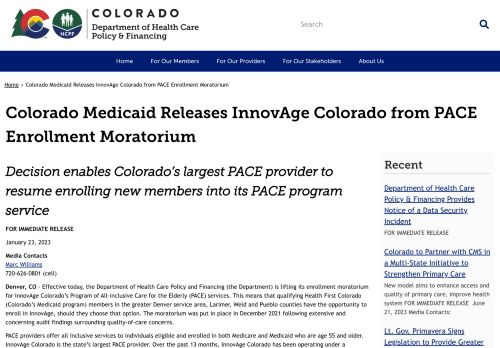 COLORADO
Department of Health Care
Policy & Financing
HCPF
Search
Home For Our Members For Our Providers For Our Stakeholders About Us
Home › Colorado Medicaid Releases InnovAge Colorado from PACE Enrollment Moratorium
Colorado Medicaid Releases InnovAge Colorado from PACE
Enrollment Moratorium
Decision enables Colorado's largest PACE provider to
resume enrolling new members into its PACE program
service
FOR IMMEDIATE RELEASE
January 23, 2023
Media Contacts
Marc Williams
720-626-0801 (cell)
Denver, CO - Effective today, the Department of Health Care Policy and Financing (the Department) is lifting its enrollment moratorium
for InnovAge Colorado's Program of All-Inclusive Care for the Elderly (PACE) services. This means that qualifying Health First Colorado
(Colorado's Medicaid program) members in the greater Denver service area, Larimer, Weld and Pueblo counties have the opportunity to
enroll in InnovAge, should they choose that option. The moratorium was put in place in December 2021 following extensive and
concerning audit findings surrounding quality-of-care concerns.
PACE providers offer all inclusive services to individuals eligible and enrolled in both Medicare and Medicaid who are age 55 and older.
InnovAge Colorado is the state's largest PACE provider. Over the past 13 months, InnovAge Colorado has been operating under a
Recent
Department of Health Care
Policy & Financing Provides
Notice of a Data Security
Incident
FOR IMMEDIATE RELEASE
Colorado to Partner with CMS in
a Multi-State Initiative to
Strengthen Primary Care
New model aims to enhance access and
quality of primary care, improve health
system FOR IMMEDIATE RELEASE June
21, 2023 Media Contacts:
Lt. Gov. Primavera Signs
Legislation to Provide Greater